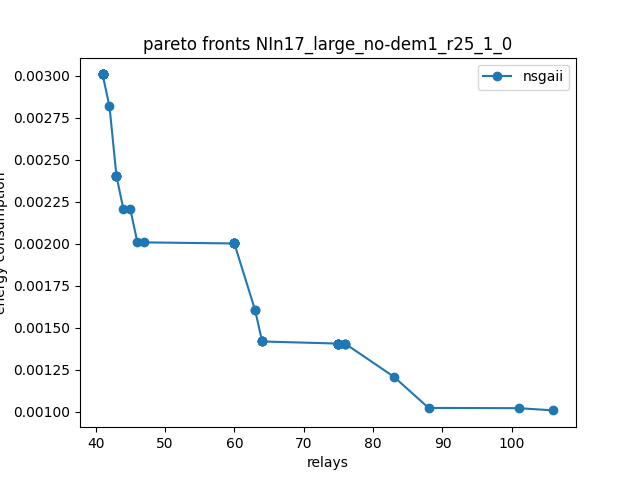 pareto fronts NIn17_large_no-dem1_r25_1_0
nsgaii
0.00300
0.00275
0.00250
0.00225
0.00200
0.00175
0.00150
0.00125
0.00100
energy consumption
40 50 60 70 80 90 100
relays